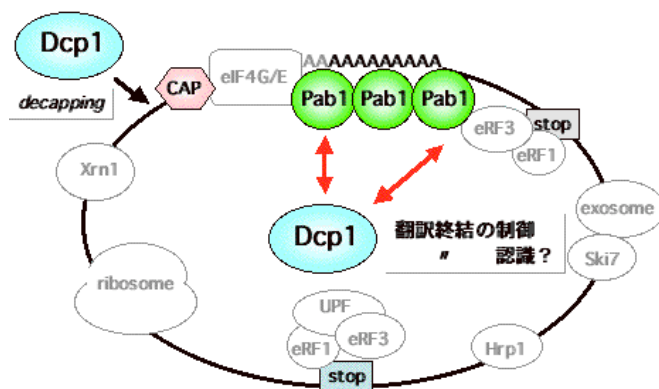 Dcp1
decapping
CAP
eIF4G/E
AAAAAAAAAAA
Pab1
Pab1
Pab1
eRF3
stop
eRF1
Xrn1
exosome
Dcp1
翻訳終結の制御
〃 認識？
Ski7
ribosome
UPF
eRF1
eRF3
Hrp1
stop